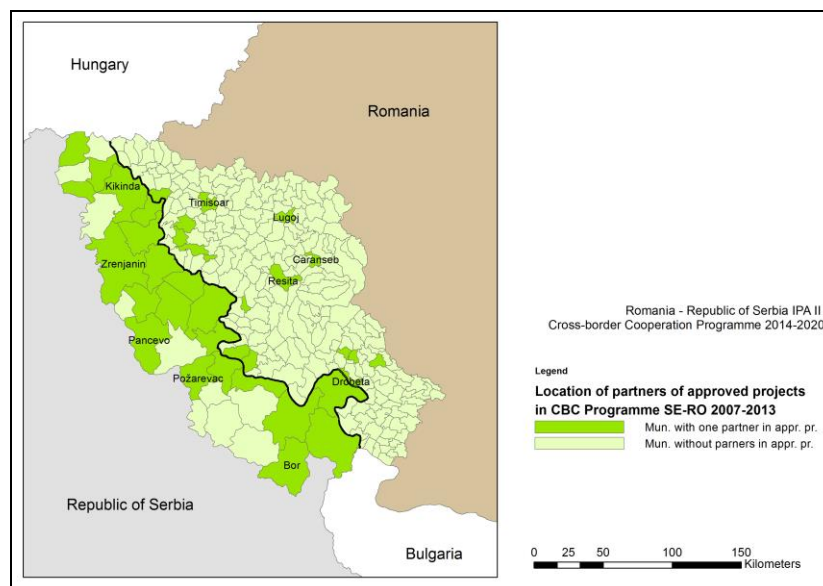 Hungary
Romania
Kikinda
Timisoar
Lugoj
Zrenjanin
Caranseb
Resita
Pancevo
Požarevac
Drobeta
Bor
Republic of Serbia
Bulgaria
Romania - Republic of Serbia IPA II
Cross-border Cooperation Programme 2014-2020
Legend
Location of partners of approved projects
in CBC Programme SE-RO 2007-2013
Mun. with one partner in appr. pr.
Mun. without parners in appr. pr.
0 25 50 100 150
Kilometers